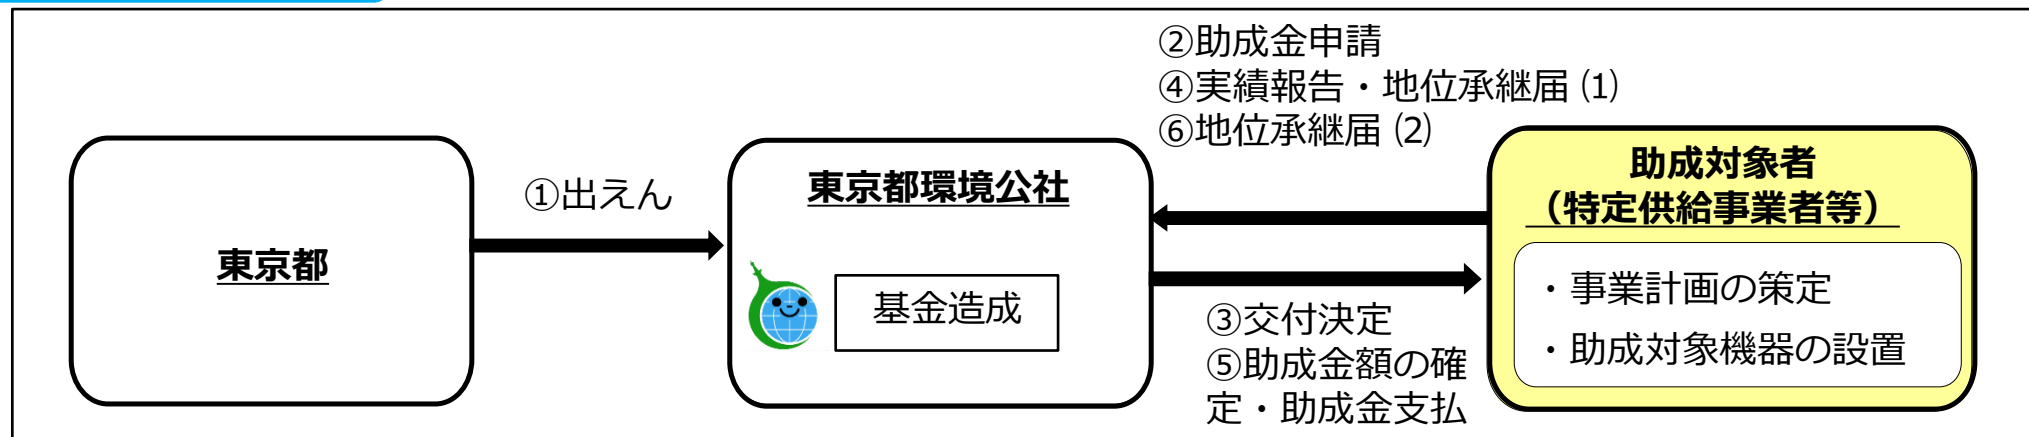 東京都
①出えん
東京都環境公社
基金造成
②助成金申請
④実績報告・地位承継届 (1)
⑥地位承継届 (2)
③交付決定
⑤助成金額の確
定・助成金支払
助成対象者
（特定供給事業者等）
・事業計画の策定
・助成対象機器の設置